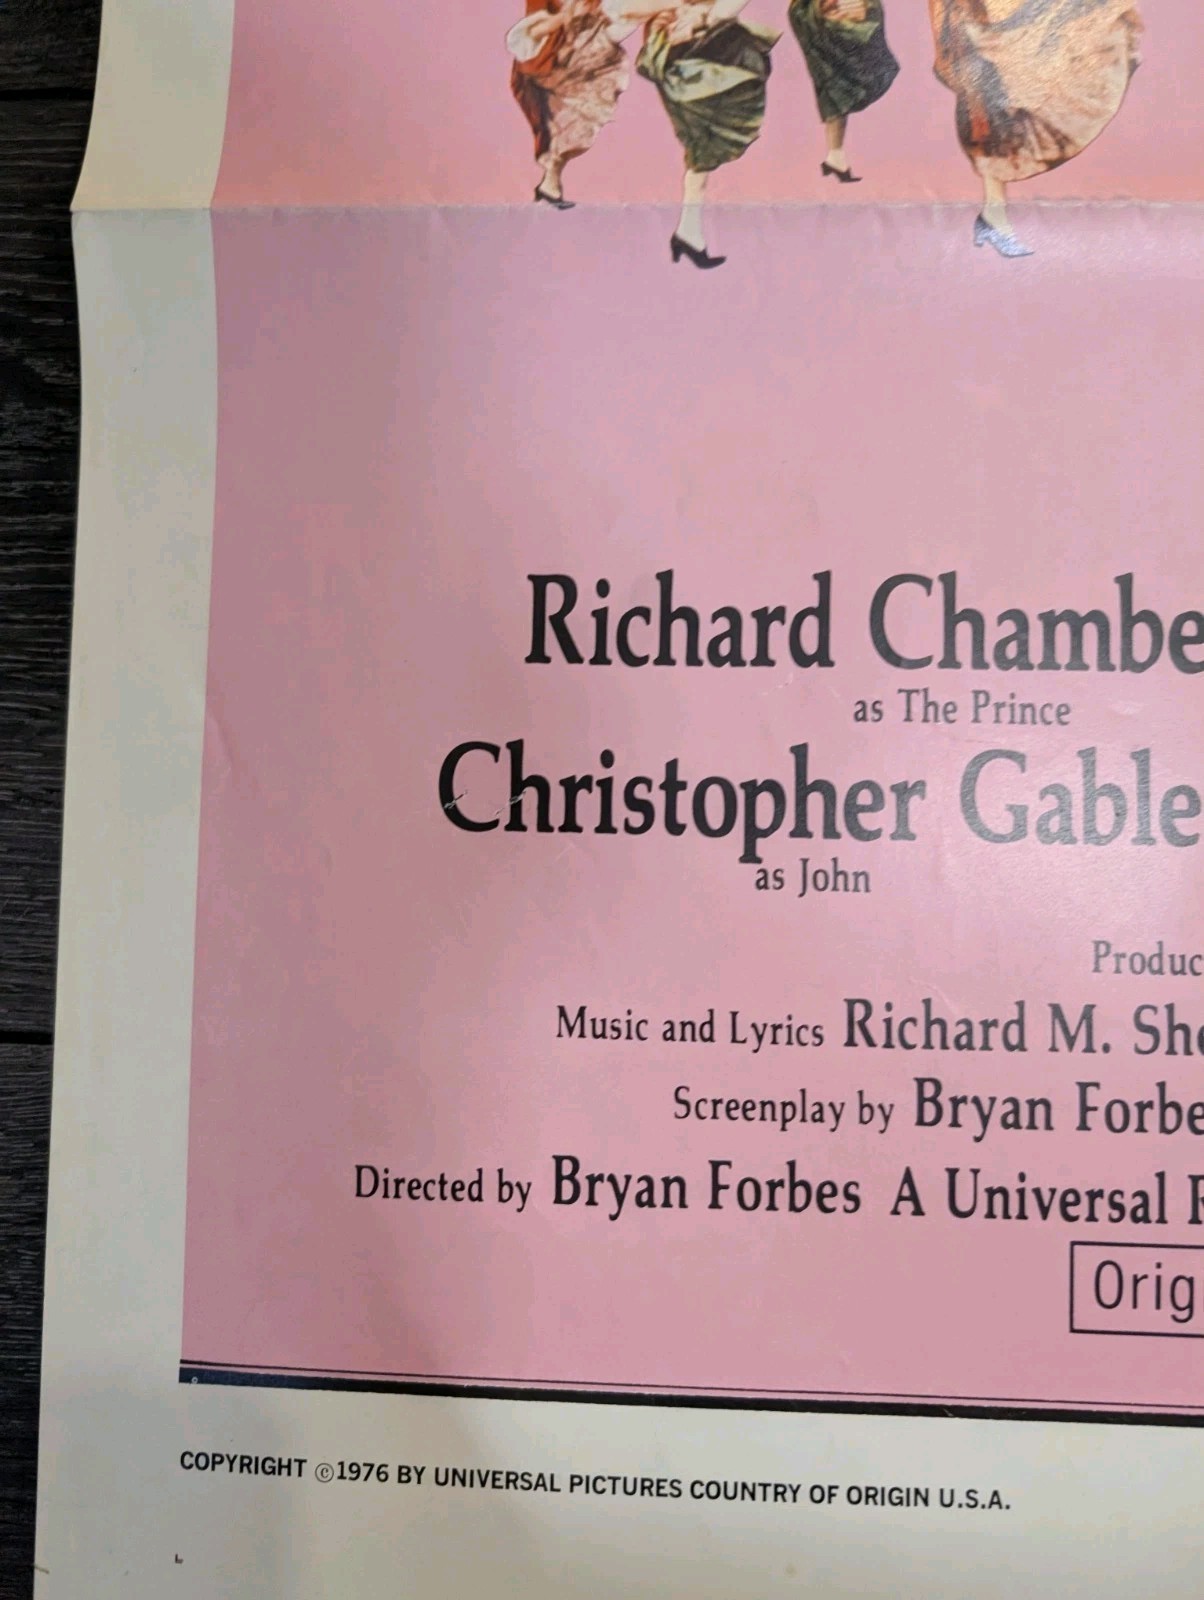 Richard Chambe
as The Prince
Christopher Gable
as John
Produc
Music and Lyrics Richard M. She
Screenplay by Bryan Forbe
Directed by Bryan Forbes A Universal
Orig
COPYRIGHT ©1976 BY UNIVERSAL PICTURES COUNTRY OF ORIGIN U.S.A.